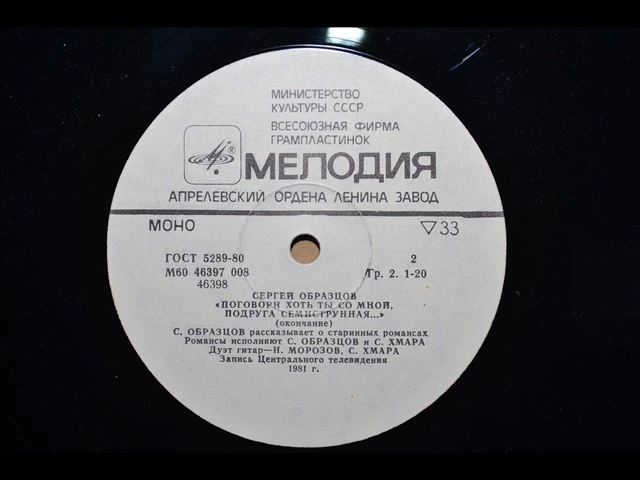 МИНИСТЕРСТВО
КУЛЬТУРЫ СССР
ВСЕСОЮЗНАЯ ФИРМА
ГРАМПЛАСТИНОК
®
МЕЛОДИЯ
АПРЕЛЕВСКИЙ ОРДЕНА ЛЕНИНА ЗАВОД
МОНО ▽33
ГОСТ 5289-80 2
М60 46397 008 Гр. 2. 1-20
46398
СЕРГЕЙ ОБРАЗЦОВ
«ПОГОВОРИ ХОТЬ ТЫ СО МНОЙ,
ПОДРУГА СЕМИСТРУННАЯ...»
(окончание)
С. ОБРАЗЦОВ рассказывает о старинных романсах
Романсы исполняют С. ОБРАЗЦОВ и С. ХМАРА
Дуэт гитар—Н. МОРОЗОВ, С. ХМАРА
Запись Центрального телевидения
1981 г.